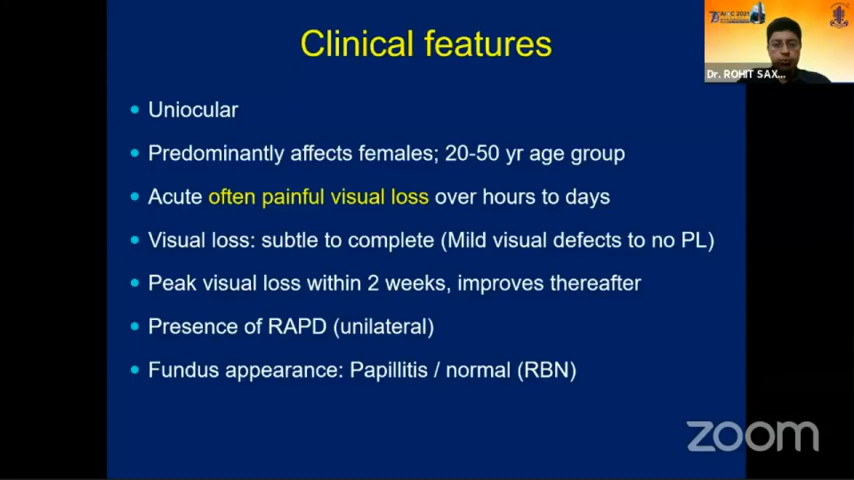 Clinical features
Uniocular
Predominantly affects females; 20-50 yr age group
Acute often painful visual loss over hours to days
Visual loss: subtle to complete (Mild visual defects to no PL)
Peak visual loss within 2 weeks, improves thereafter
Presence of RAPD (unilateral)
Fundus appearance: Papillitis / normal (RBN)
Dr. ROHIT SAX...
zoom